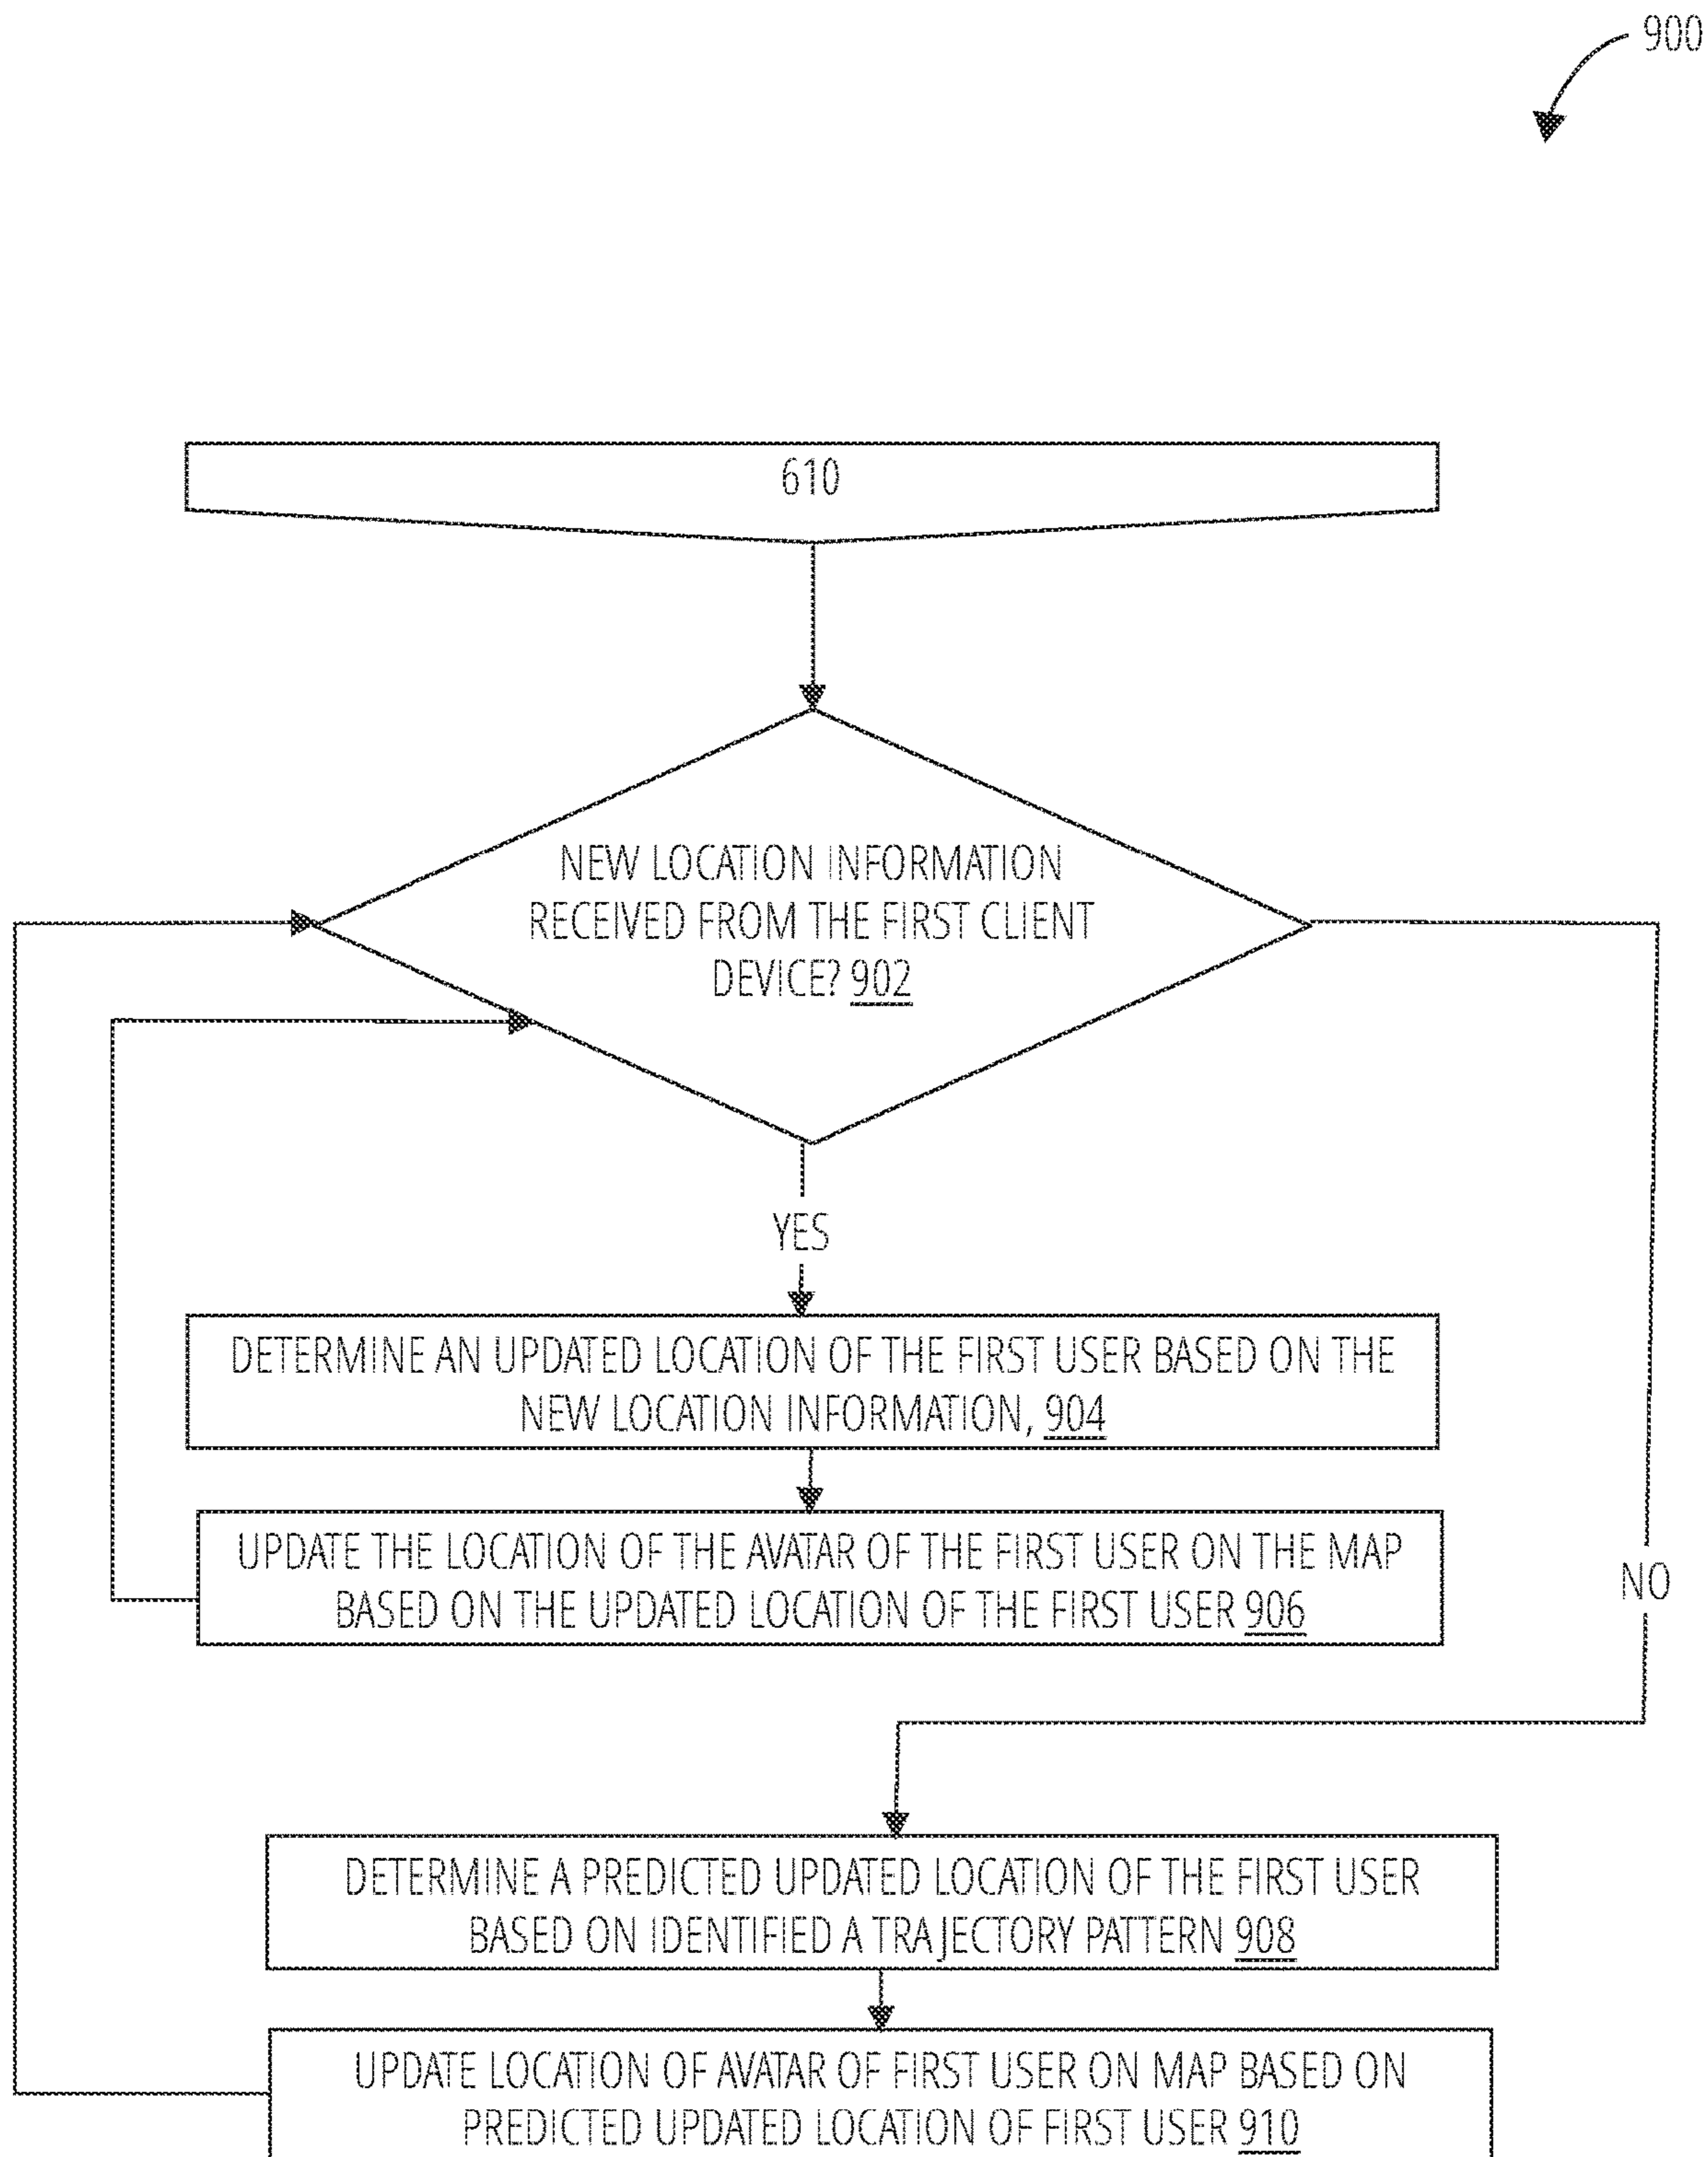 900
610
NEW LOCATION INFORMATION
RECEIVED FROM THE FIRST CLIENT
DEVICE? 902
YES
DETERMINE AN UPDATED LOCATION OF THE FIRST USER BASED ON THE
NEW LOCATION INFORMATION, 904
UPDATE THE LOCATION OF THE AVATAR OF THE FIRST USER ON THE MAP
BASED ON THE UPDATED LOCATION OF THE FIRST USER 906
NO
DETERMINE A PREDICTED UPDATED LOCATION OF THE FIRST USER
BASED ON IDENTIFIED A TRAJECTORY PATTERN 908
UPDATE LOCATION OF AVATAR OF FIRST USER ON MAP BASED ON
PREDICTED UPDATED LOCATION OF FIRST USER 910